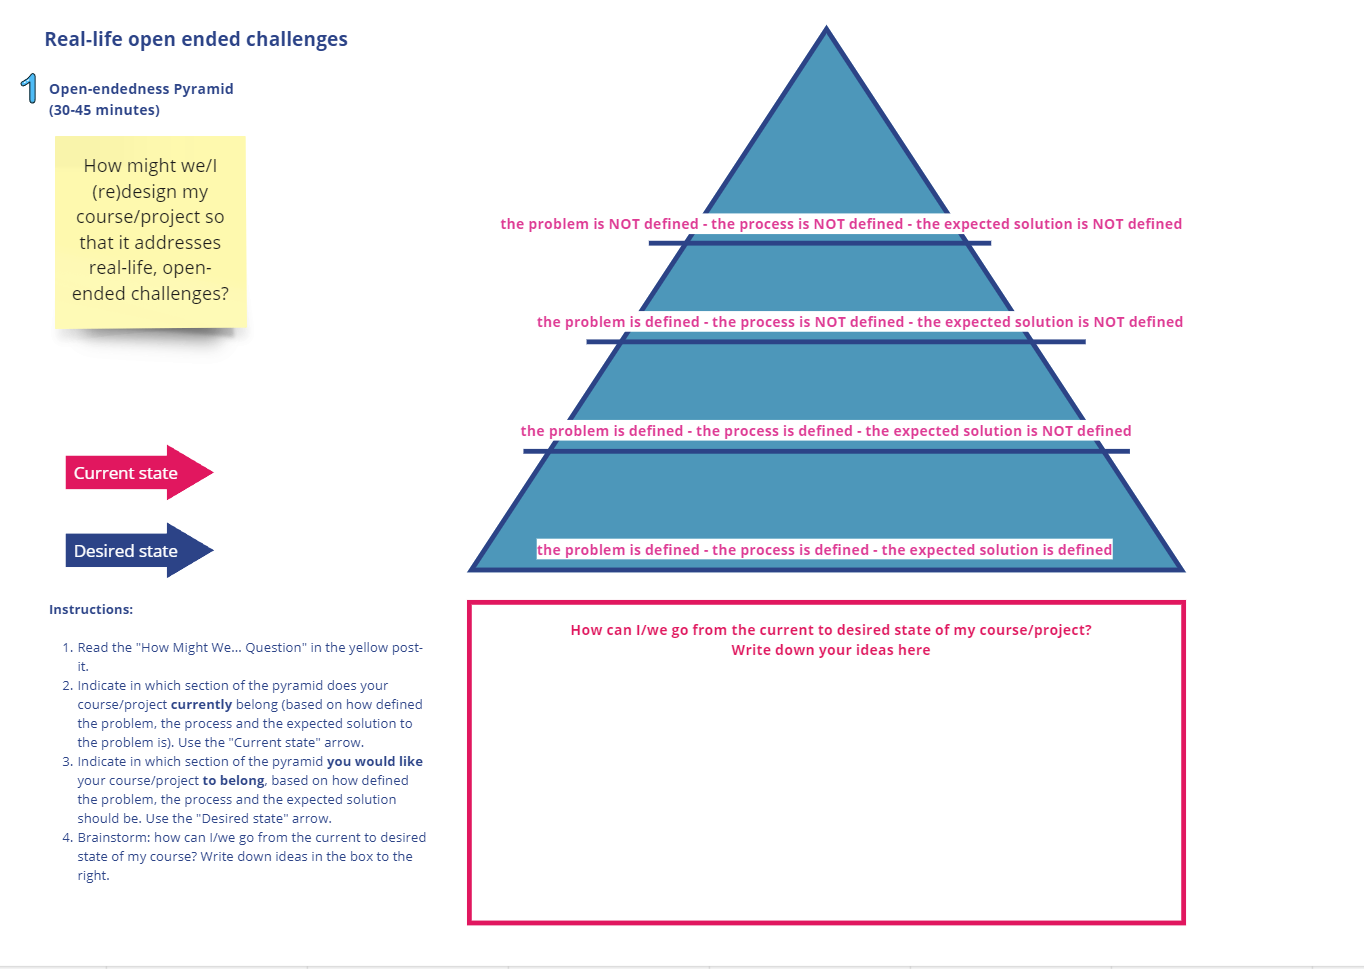 Real-life open ended challenges
1
Open-endedness Pyramid
(30-45 minutes)
How might we/I
(re)design my
course/project so
that it addresses
real-life, open-
ended challenges?
the problem is NOT defined - the process is NOT defined - the expected solution is NOT defined
the problem is defined - the process is NOT defined - the expected solution is NOT defined
the problem is defined - the process is defined - the expected solution is NOT defined
the problem is defined - the process is defined - the expected solution is defined
Current state
Desired state
Instructions:
1. Read the "How Might We... Question" in the yellow post-
it.
2. Indicate in which section of the pyramid does your
course/project currently belong (based on how defined
the problem, the process and the expected solution to
the problem is). Use the "Current state" arrow.
3. Indicate in which section of the pyramid you would like
your course/project to belong, based on how defined
the problem, the process and the expected solution
should be. Use the "Desired state" arrow.
4. Brainstorm: how can I/we go from the current to desired
state of my course? Write down ideas in the box to the
right.
How can I/we go from the current to desired state of my course/project?
Write down your ideas here